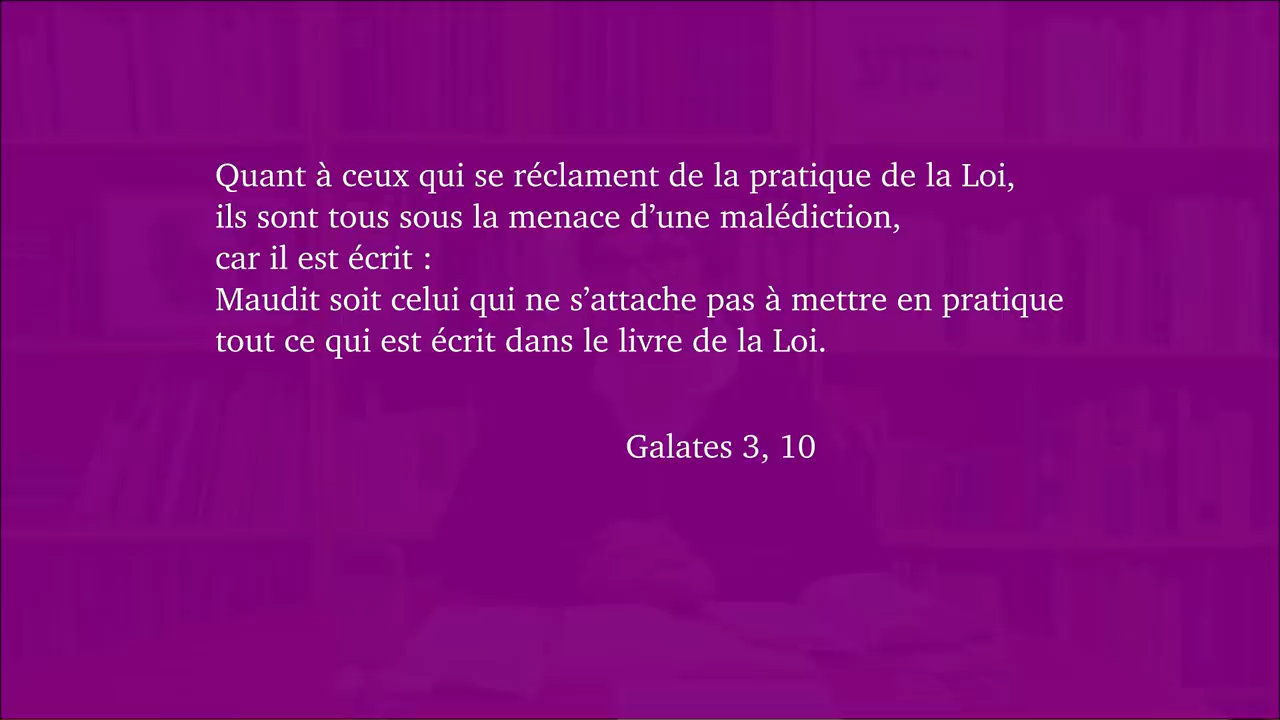 Quant à ceux qui se réclament de la pratique de la Loi,
ils sont tous sous la menace d’une malédiction,
car il est écrit :
Maudit soit celui qui ne s’attache pas à mettre en pratique
tout ce qui est écrit dans le livre de la Loi.
Galates 3, 10